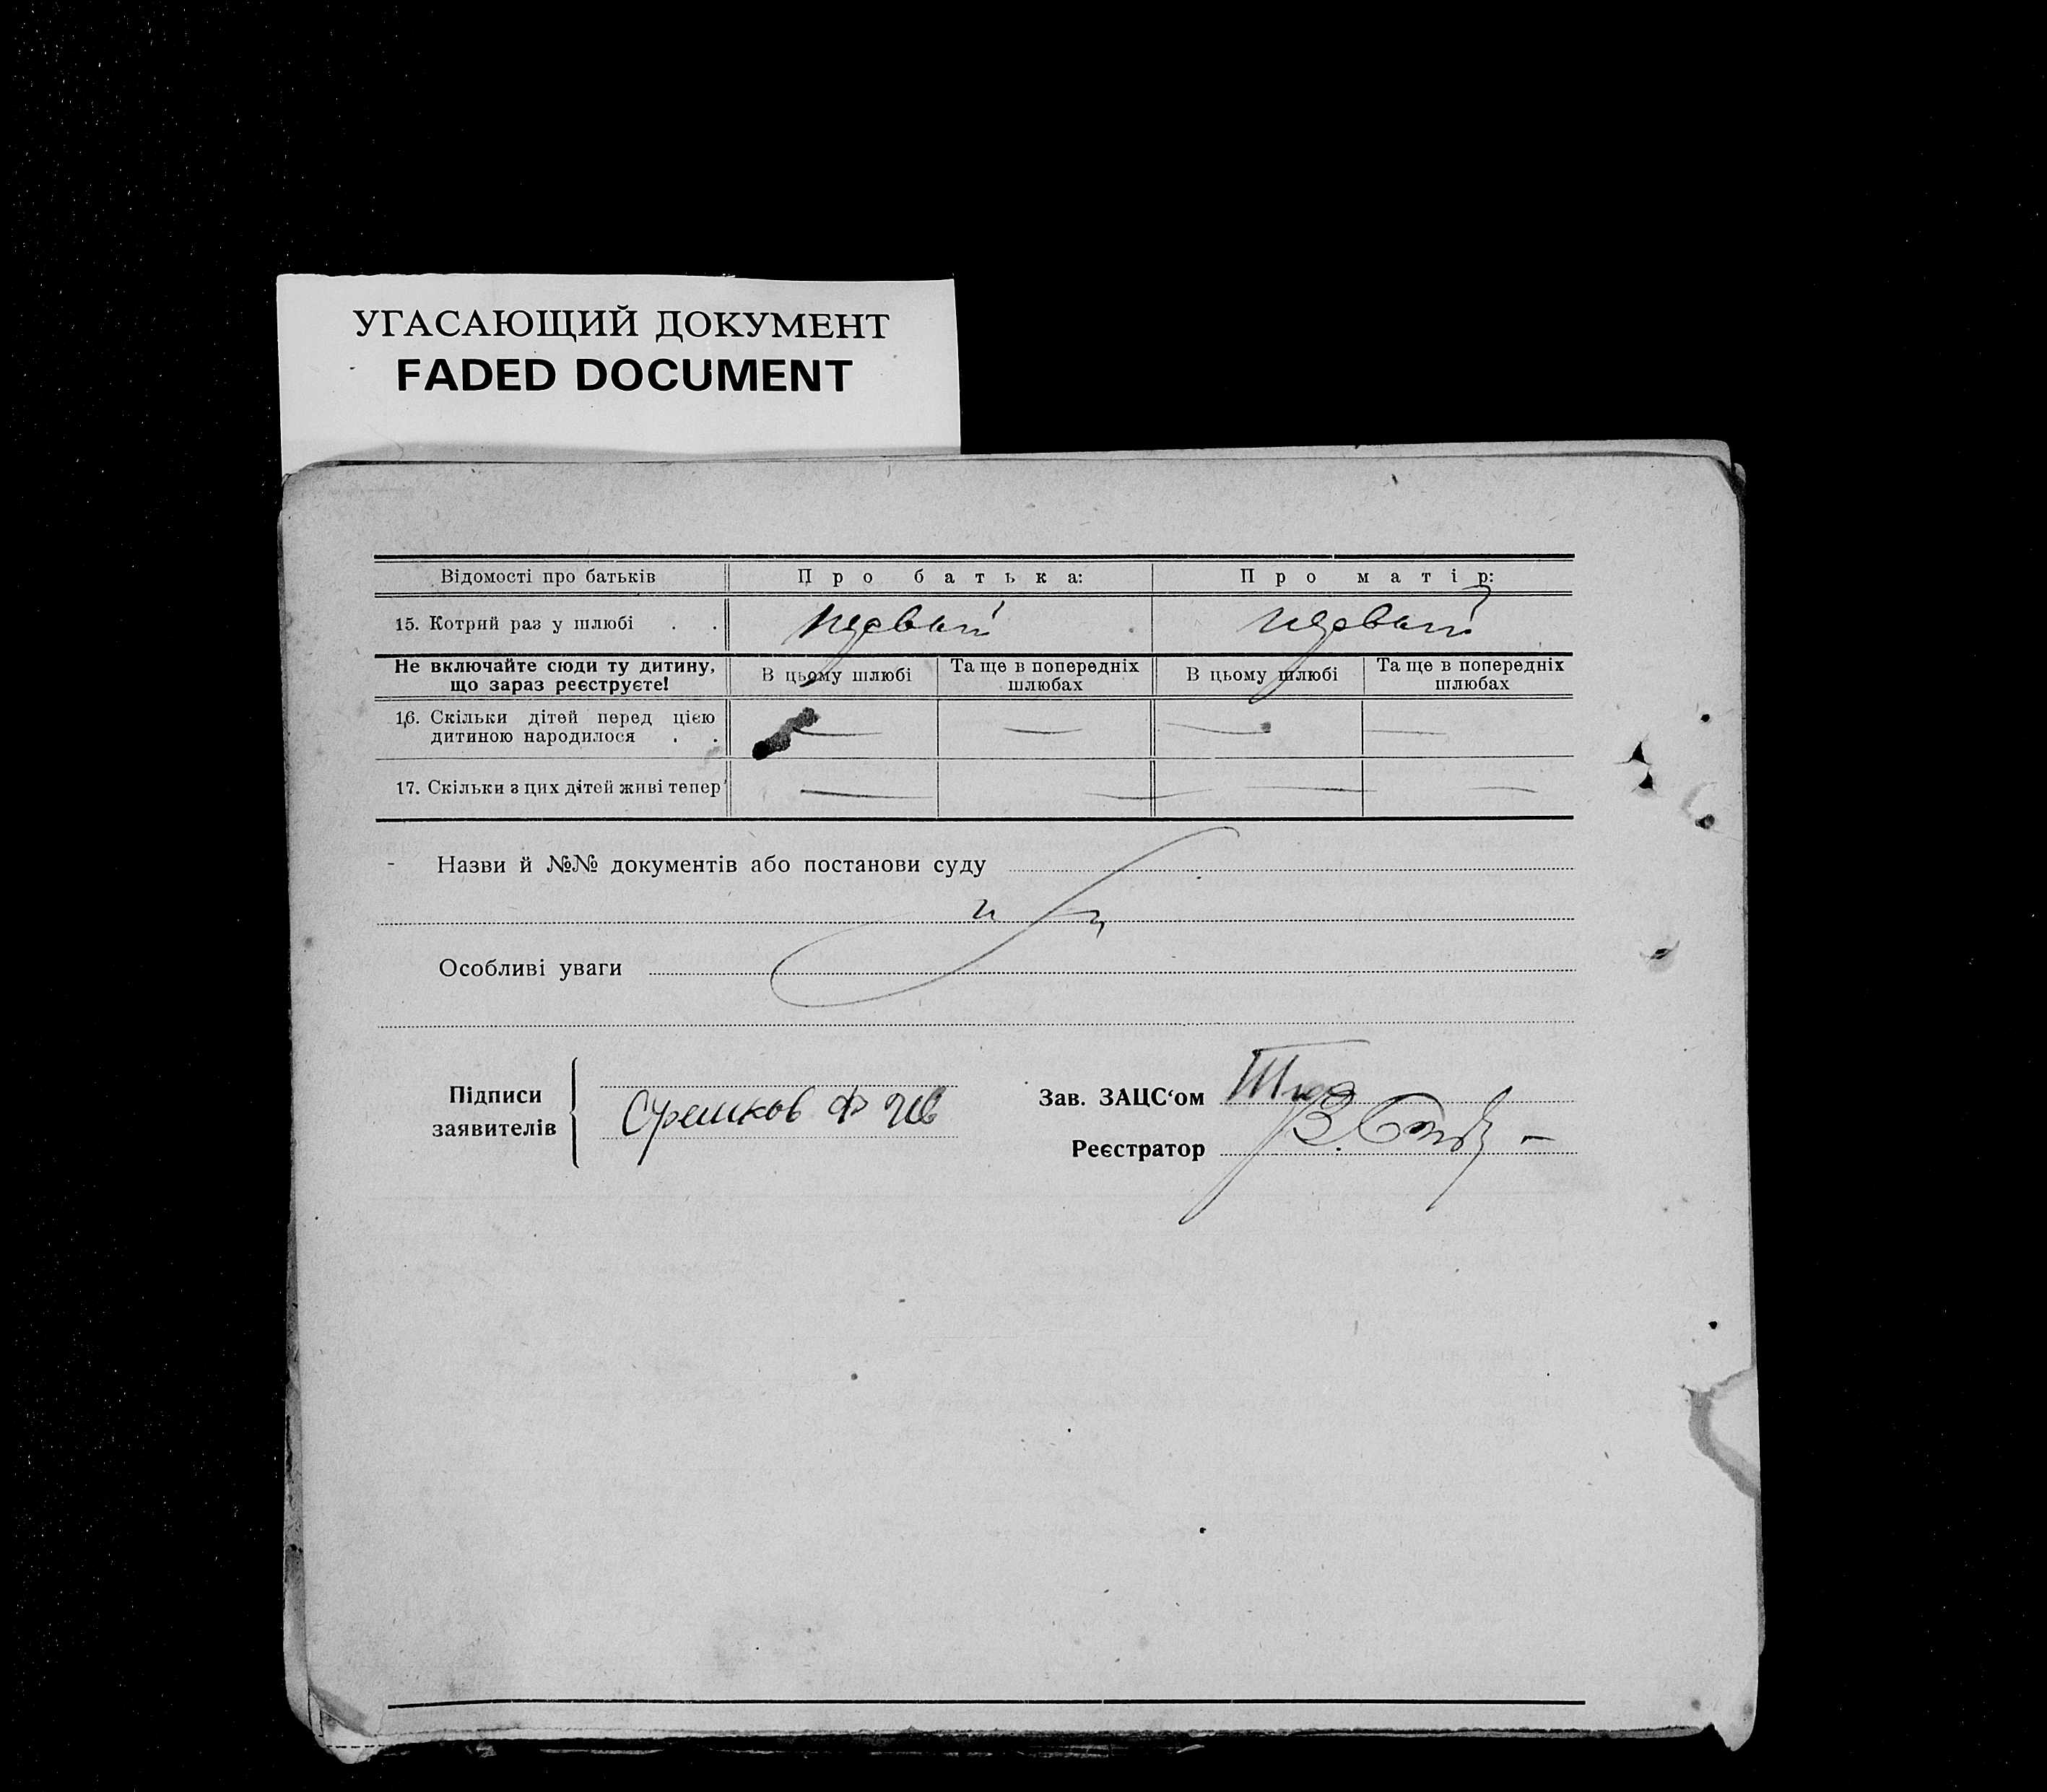 УГАСАЮЩИЙ ДОКУМЕНТ
FADED DOCUMENT
Відомості про батьків Про батька: Про матір:
15. Котрий раз у шлюбі . . первый первый
Не включайте сюди ту дитину, що зараз реєструєте! В цьому шлюбі Та ще в попередніх шлюбах В цьому шлюбі Та ще в попередніх шлюбах
16. Скільки дітей перед цією
дитиною народилося . . — — — —
17. Скільки з цих дітей живі тепер — — — —
Назви й №№ документів або постанови суду
Особливі уваги
Підписи
заявителів
Зав. ЗАЦС‘ом
Реєстратор